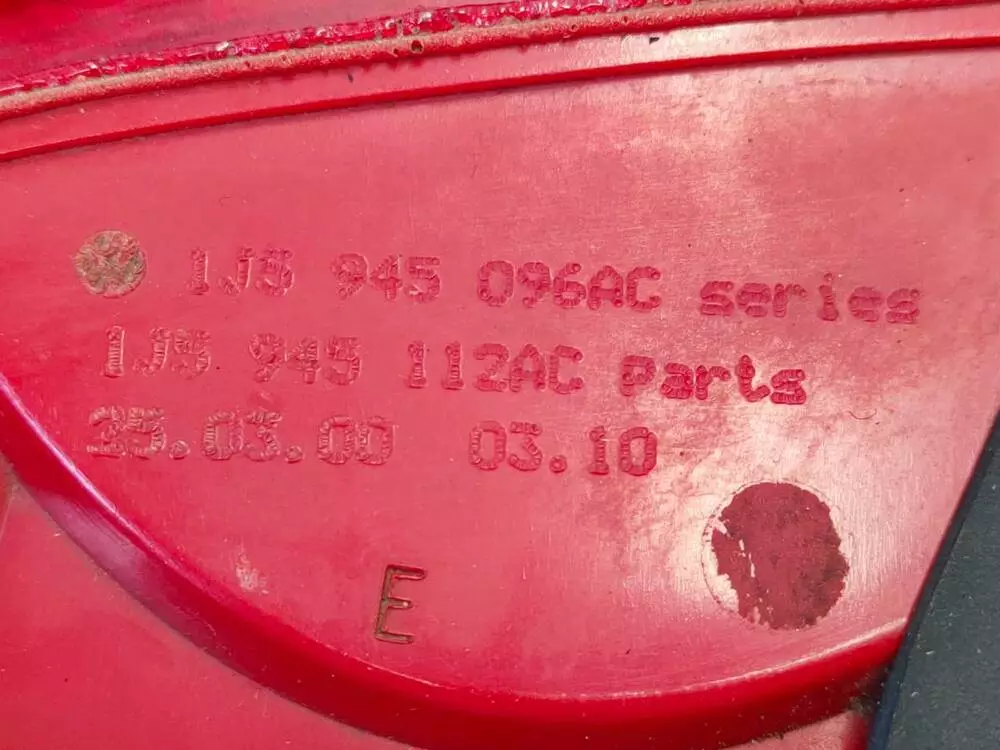 1J5 945 096AC series
1J5 945 112AC Parts
25.03.00 03.10
E